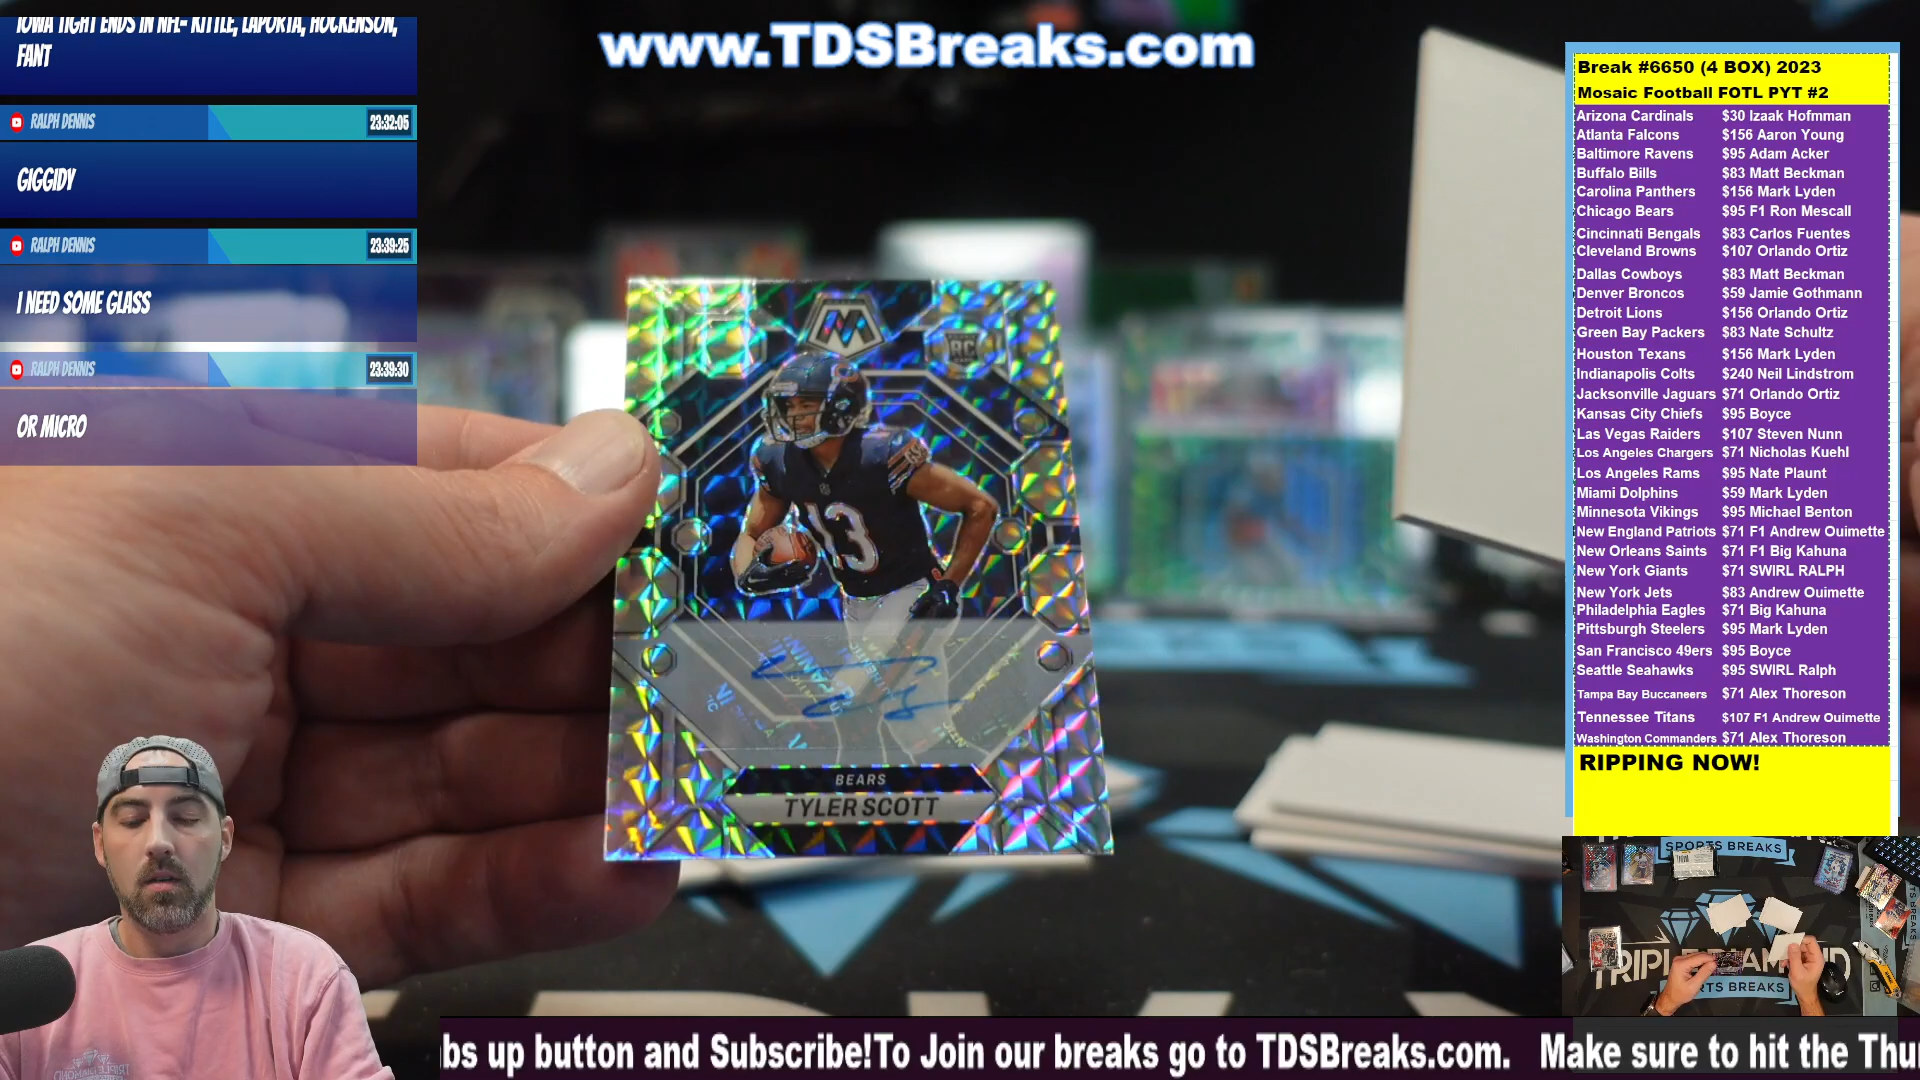 IOWA TIGHT ENDS IN NFL- KITTLE, LAPORTA, HOCKENSON,
FANT
RALPH DENNIS 23:32:05
GIGGIDY
RALPH DENNIS 23:39:25
I NEED SOME GLASS
RALPH DENNIS 23:39:30
OR MICRO
www.TDSBreaks.com
RC
13
BEARS
TYLER SCOTT
Break #6650 (4 BOX) 2023
Mosaic Football FOTL PYT #2
Arizona Cardinals $30 Izaak Hofmman
Atlanta Falcons $156 Aaron Young
Baltimore Ravens $95 Adam Acker
Buffalo Bills $83 Matt Beckman
Carolina Panthers $156 Mark Lyden
Chicago Bears $95 F1 Ron Mescall
Cincinnati Bengals $83 Carlos Fuentes
Cleveland Browns $107 Orlando Ortiz
Dallas Cowboys $83 Matt Beckman
Denver Broncos $59 Jamie Gothmann
Detroit Lions $156 Orlando Ortiz
Green Bay Packers $83 Nate Schultz
Houston Texans $156 Mark Lyden
Indianapolis Colts $240 Neil Lindstrom
Jacksonville Jaguars $71 Orlando Ortiz
Kansas City Chiefs $95 Boyce
Las Vegas Raiders $107 Steven Nunn
Los Angeles Chargers $71 Nicholas Kuehl
Los Angeles Rams $95 Nate Plaunt
Miami Dolphins $59 Mark Lyden
Minnesota Vikings $95 Michael Benton
New England Patriots $71 F1 Andrew Ouimette
New Orleans Saints $71 F1 Big Kahuna
New York Giants $71 SWIRL RALPH
New York Jets $83 Andrew Ouimette
Philadelphia Eagles $71 Big Kahuna
Pittsburgh Steelers $95 Mark Lyden
San Francisco 49ers $95 Boyce
Seattle Seahawks $95 SWIRL Ralph
Tampa Bay Buccaneers $71 Alex Thoreson
Tennessee Titans $107 F1 Andrew Ouimette
Washington Commanders $71 Alex Thoreson
RIPPING NOW!
SPORTS BREAKS
TRIPLE DIAMOND
SPORTS BREAKS
bs up button and Subscribe!To Join our breaks go to TDSBreaks.com. Make sure to hit the Thu